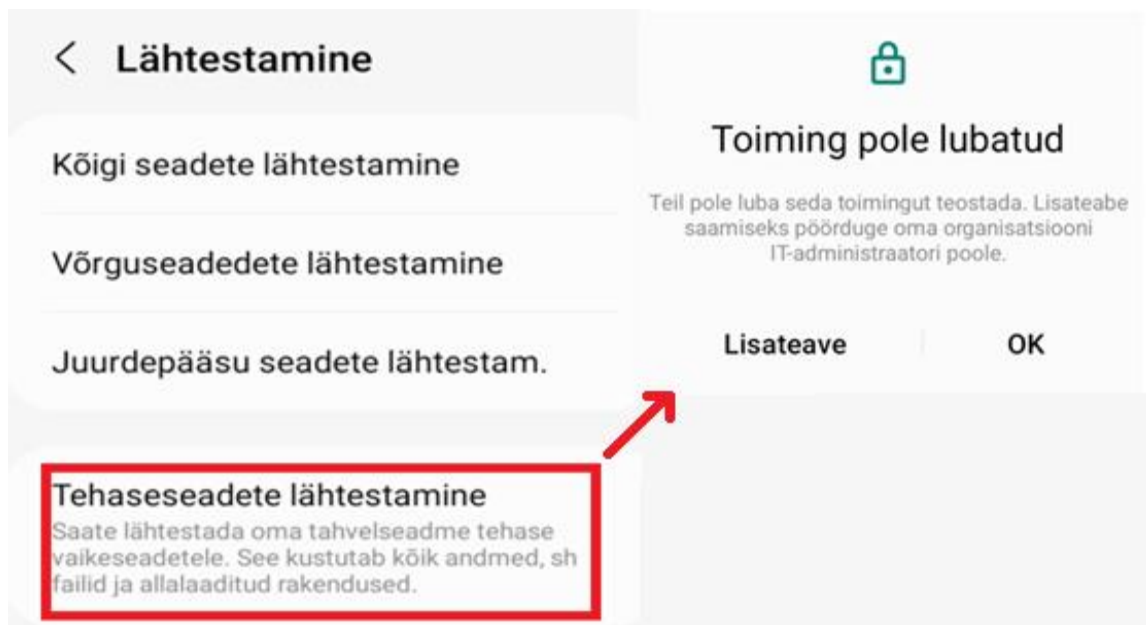 Lähtestamine
Kõigi seadete lähtestamine
Võrguseadedete lähtestamine
Juurdepääsu seadete lähtestam.
Tehaseseadete lähtestamine
Saate lähtestada oma tahvelseadme tehase
vaikeseadetele. See kustutab kõik andmed, sh
failid ja allalaaditud rakendused.
Toiming pole lubatud
Teil pole luba seda toimingut teostada. Lisateabe
saamiseks pöörduge oma organisatsiooni
IT-administraatori poole.
Lisateave OK